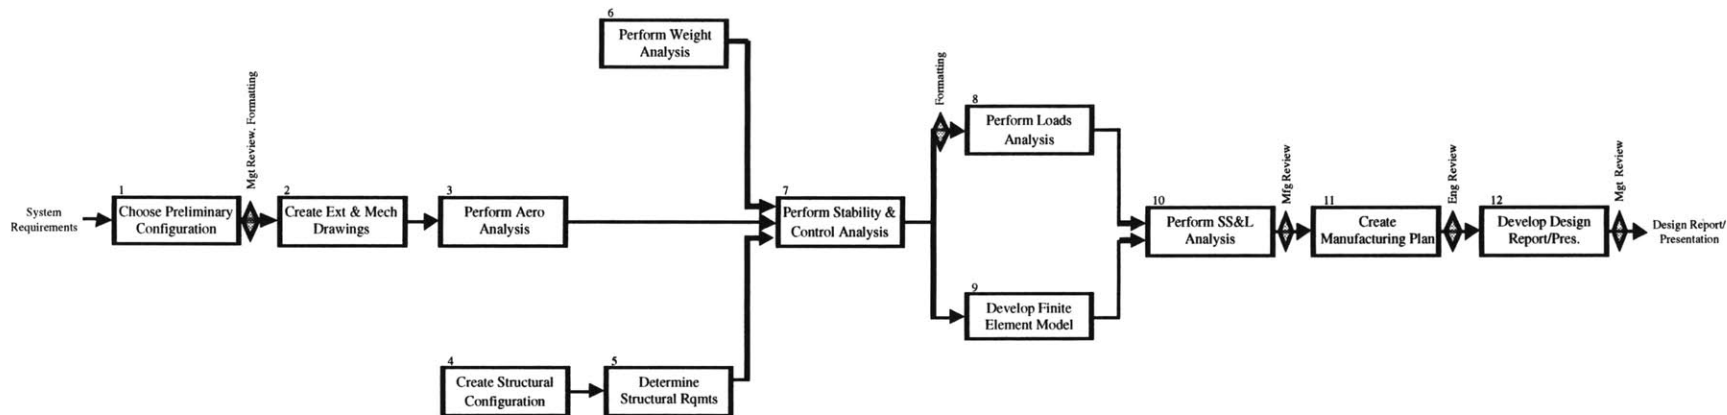 System
Requirements
1
Choose Preliminary
Configuration
Mgt Review, Formatting
2
Create Ext & Mech
Drawings
3
Perform Aero
Analysis
4
Create Structural
Configuration
5
Determine
Structural Rqmts
6
Perform Weight
Analysis
7
Perform Stability &
Control Analysis
Formatting
8
Perform Loads
Analysis
9
Develop Finite
Element Model
10
Perform SS&L
Analysis
Mfg Review
11
Create
Manufacturing Plan
Eng Review
12
Develop Design
Report/Pres.
Mgt Review
Design Report/
Presentation